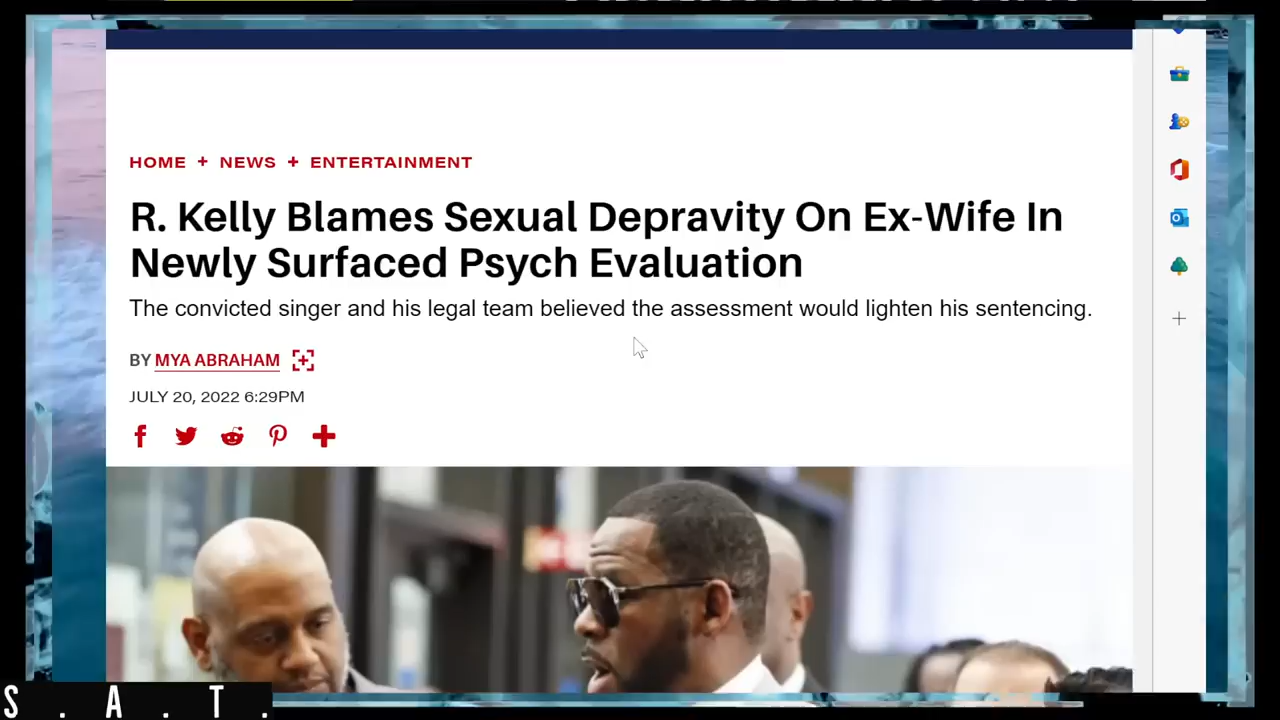 HOME + NEWS + ENTERTAINMENT
R. Kelly Blames Sexual Depravity On Ex-Wife In
Newly Surfaced Psych Evaluation
The convicted singer and his legal team believed the assessment would lighten his sentencing.
BY MYA ABRAHAM
JULY 20, 2022 6:29PM
S . A . T .